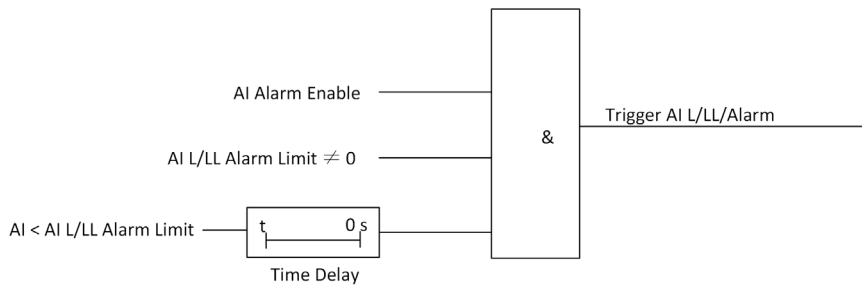 AI Alarm Enable
Trigger AI L/LL/Alarm
&
AI L/LL Alarm Limit ≠ 0
AI < AI L/LL Alarm Limit
t 0 s
Time Delay